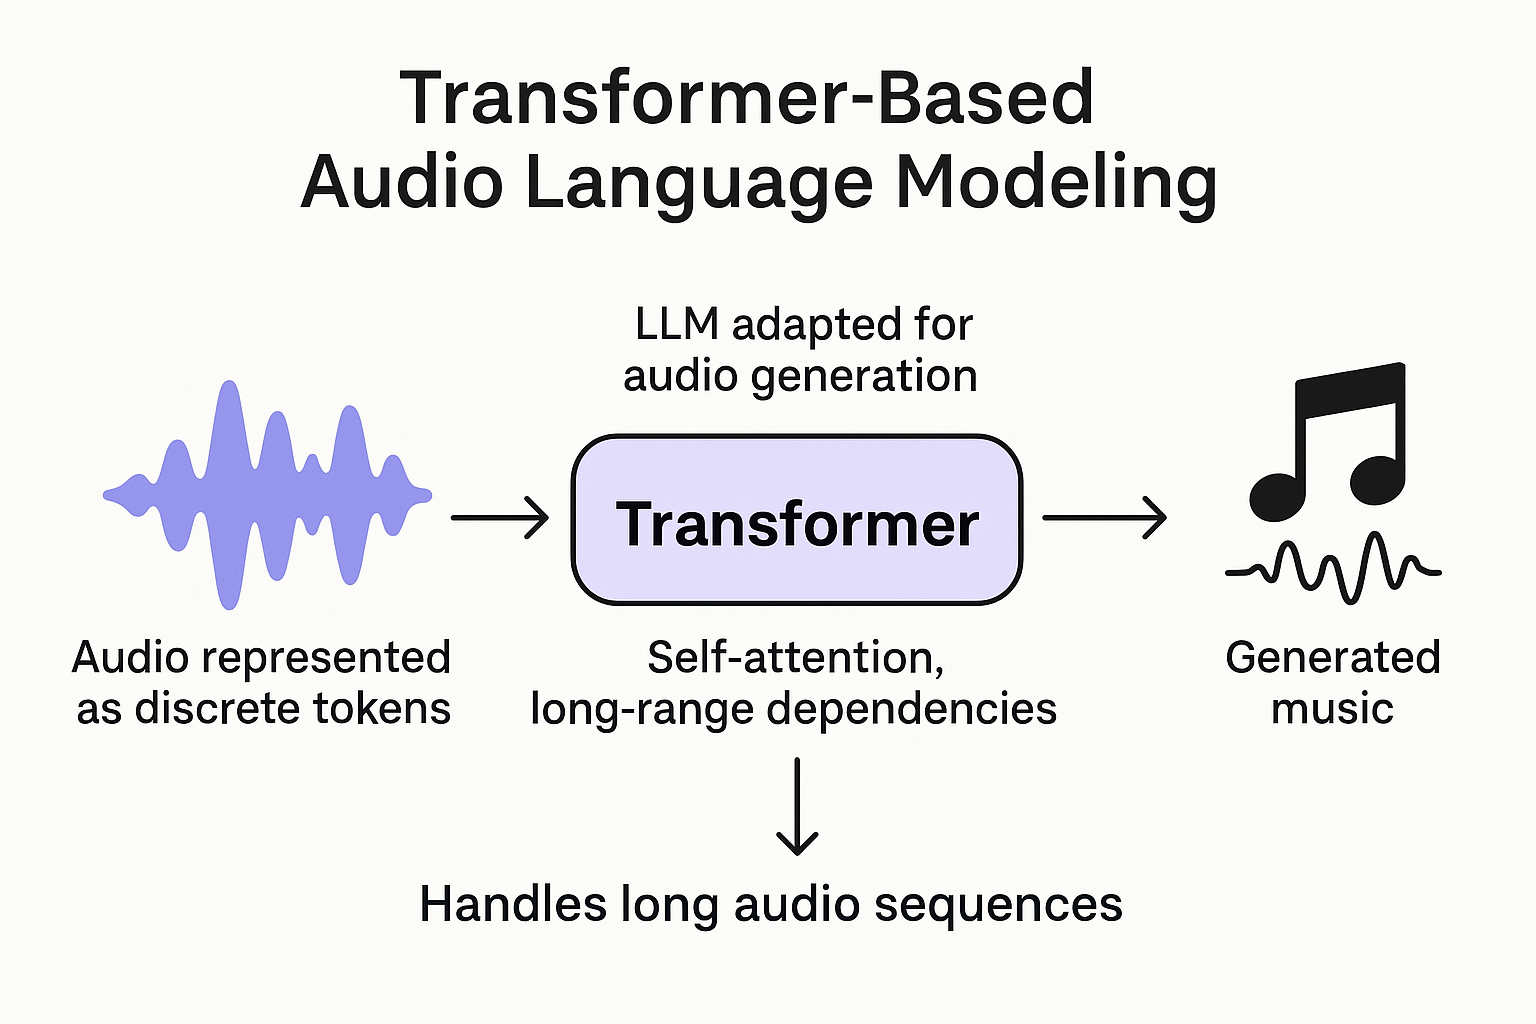 Transformer-Based
Audio Language Modeling
LLM adapted for
audio generation
Transformer
Audio represented
as discrete tokens
Self-attention,
long-range dependencies
Generated
music
Handles long audio sequences